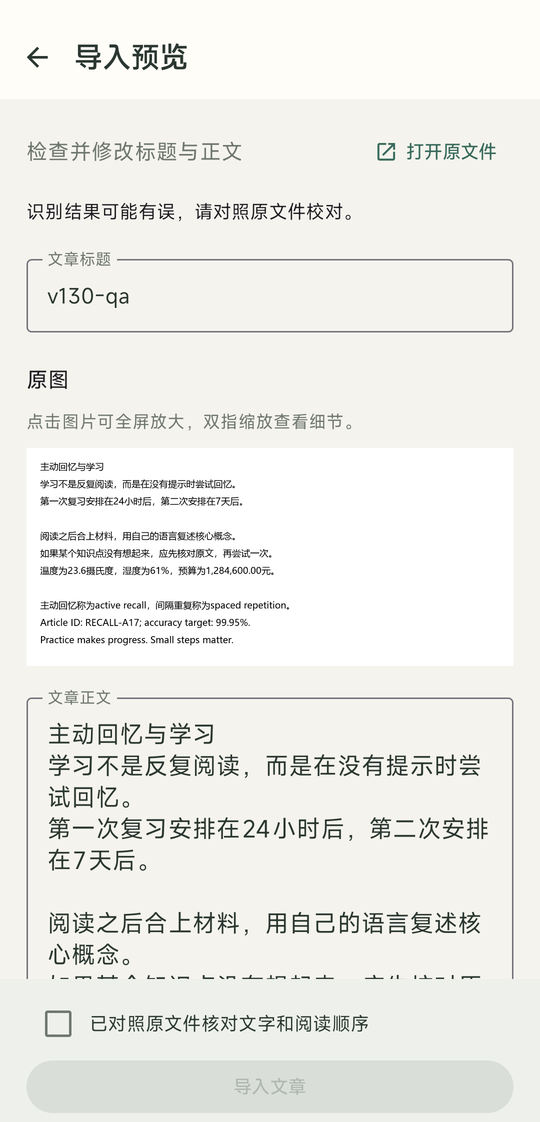 导入预览
检查并修改标题与正文
打开原文件
识别结果可能有误，请对照原文件校对。
文章标题
v130-qa
原图
点击图片可全屏放大，双指缩放查看细节。
主动回忆与学习
学习不是反复阅读，而是在没有提示时尝试回忆。
第一次复习安排在24小时后，第二次安排在7天后。
阅读之后合上材料，用自己的语言复述核心概念。
如果某个知识点没有想起来，应先核对原文，再尝试一次。
温度为23.6摄氏度，湿度为61%，预算为1,284,600.00元。
主动回忆称为active recall，间隔重复称为spaced repetition。
Article ID: RECALL-A17; accuracy target: 99.95%.
Practice makes progress. Small steps matter.
文章正文
主动回忆与学习
学习不是反复阅读，而是在没有提示时尝
试回忆。
第一次复习安排在24小时后，第二次安排
在7天后。
阅读之后合上材料，用自己的语言复述核
心概念。
已对照原文件核对文字和阅读顺序
导入文章